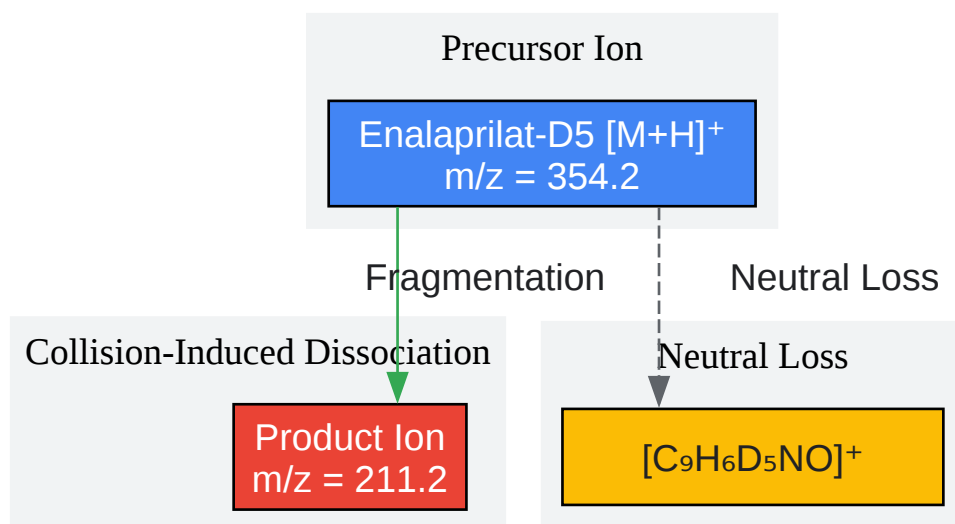 Precursor Ion
Enalaprilat-D5 [M+H]⁺
m/z = 354.2
Fragmentation
Neutral Loss
Collision-Induced Dissociation
Neutral Loss
Product Ion
m/z = 211.2
[C₉H₆D₅NO]⁺